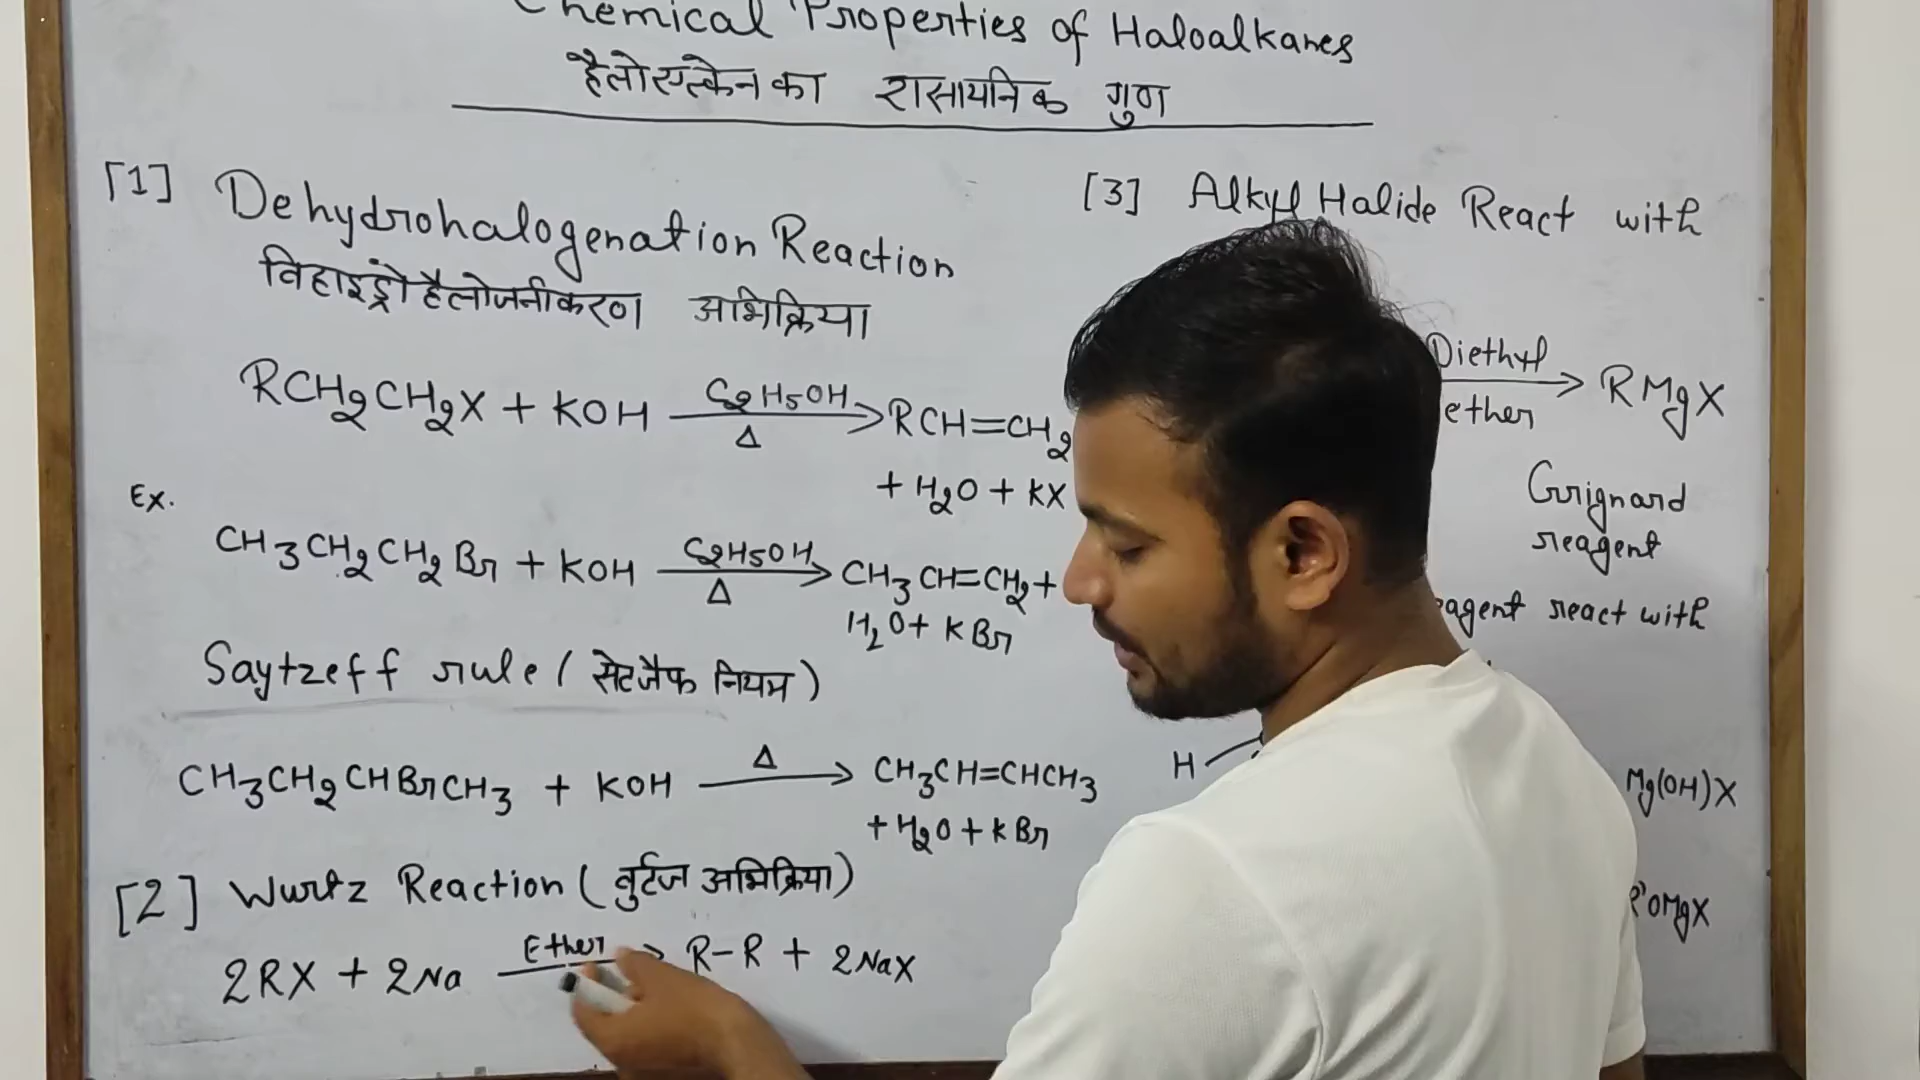 Chemical Properties of Haloalkanes
हैलोएल्केन का रासायनिक गुण
[1] Dehydrohalogenation Reaction
विहाइड्रोहैलोजनीकरण अभिक्रिया
RCH₂CH₂X + KOH C₂H₅OH Δ → RCH=CH₂
+ H₂O + KX
Ex.
CH₃CH₂CH₂Br + KOH C₂H₅OH Δ → CH₃CH=CH₂ +
H₂O + KBr
Saytzeff rule (सेटजैफ नियम)
CH₃CH₂CHBrCH₃ + KOH Δ → CH₃CH=CHCH₃
+ H₂O + KBr
[2] Wurtz Reaction (वुर्टज अभिक्रिया)
2RX + 2Na Ether → R-R + 2NaX
[3] Alkyl Halide React with
Diethyl ether → RMgX
Grignard
reagent
react with
H
Mg(OH)X
OMgX